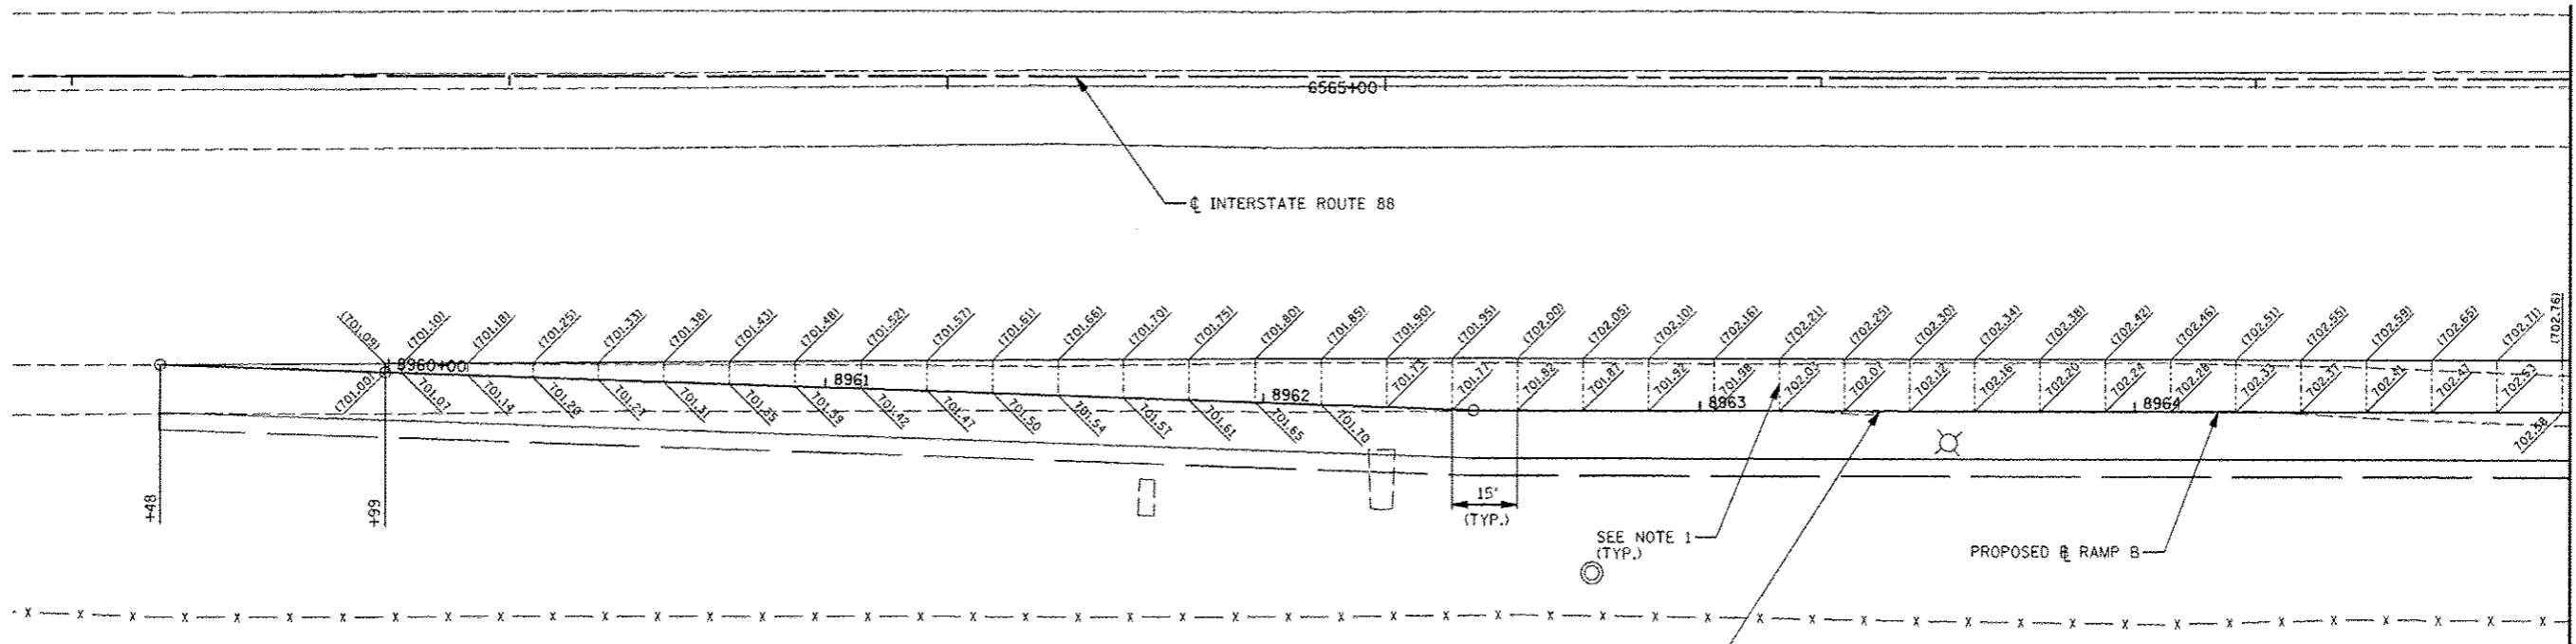 6565+00
℄ INTERSTATE ROUTE 88
(701.09) (701.10) (701.18) (701.25) (701.33) (701.38) (701.43) (701.48) (701.52) (701.57) (701.61) (701.66) (701.70) (701.75) (701.80) (701.85) (701.90) (701.95) (702.00) (702.05) (702.10) (702.16) (702.21) (702.25) (702.30) (702.34) (702.38) (702.42) (702.46) (702.51) (702.55) (702.59) (702.65) (702.71) (702.76)
8960+00 8961 8962 8963 8964
(701.00) 701.07 701.14 701.20 701.27 701.31 701.35 701.39 701.42 701.47 701.50 701.54 701.57 701.61 701.65 701.70 701.73 701.77 701.82 701.87 701.92 701.98 702.03 702.07 702.12 702.16 702.20 702.24 702.28 702.33 702.37 702.41 702.47 702.53 702.58
+48
+99
15'
(TYP.)
SEE NOTE 1
(TYP.)
PROPOSED ℄ RAMP B
X X X X X X X X X X X X X X X X X X X X X X X X X X X X X X X X X X X X X X X X X X X X X X X X